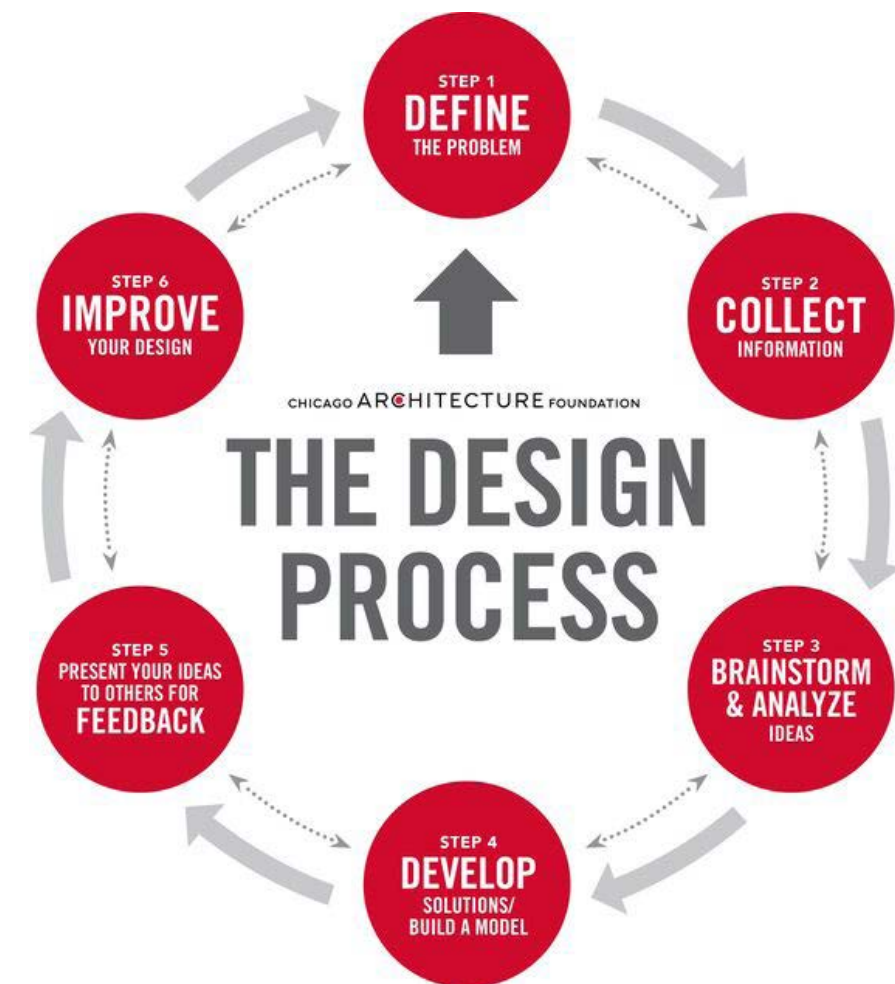 STEP 1
DEFINE
THE PROBLEM
STEP 2
COLLECT
INFORMATION
STEP 3
BRAINSTORM
& ANALYZE
IDEAS
STEP 4
DEVELOP
SOLUTIONS/
BUILD A MODEL
STEP 5
PRESENT YOUR IDEAS
TO OTHERS FOR
FEEDBACK
STEP 6
IMPROVE
YOUR DESIGN
CHICAGO ARCHITECTURE FOUNDATION
THE DESIGN
PROCESS